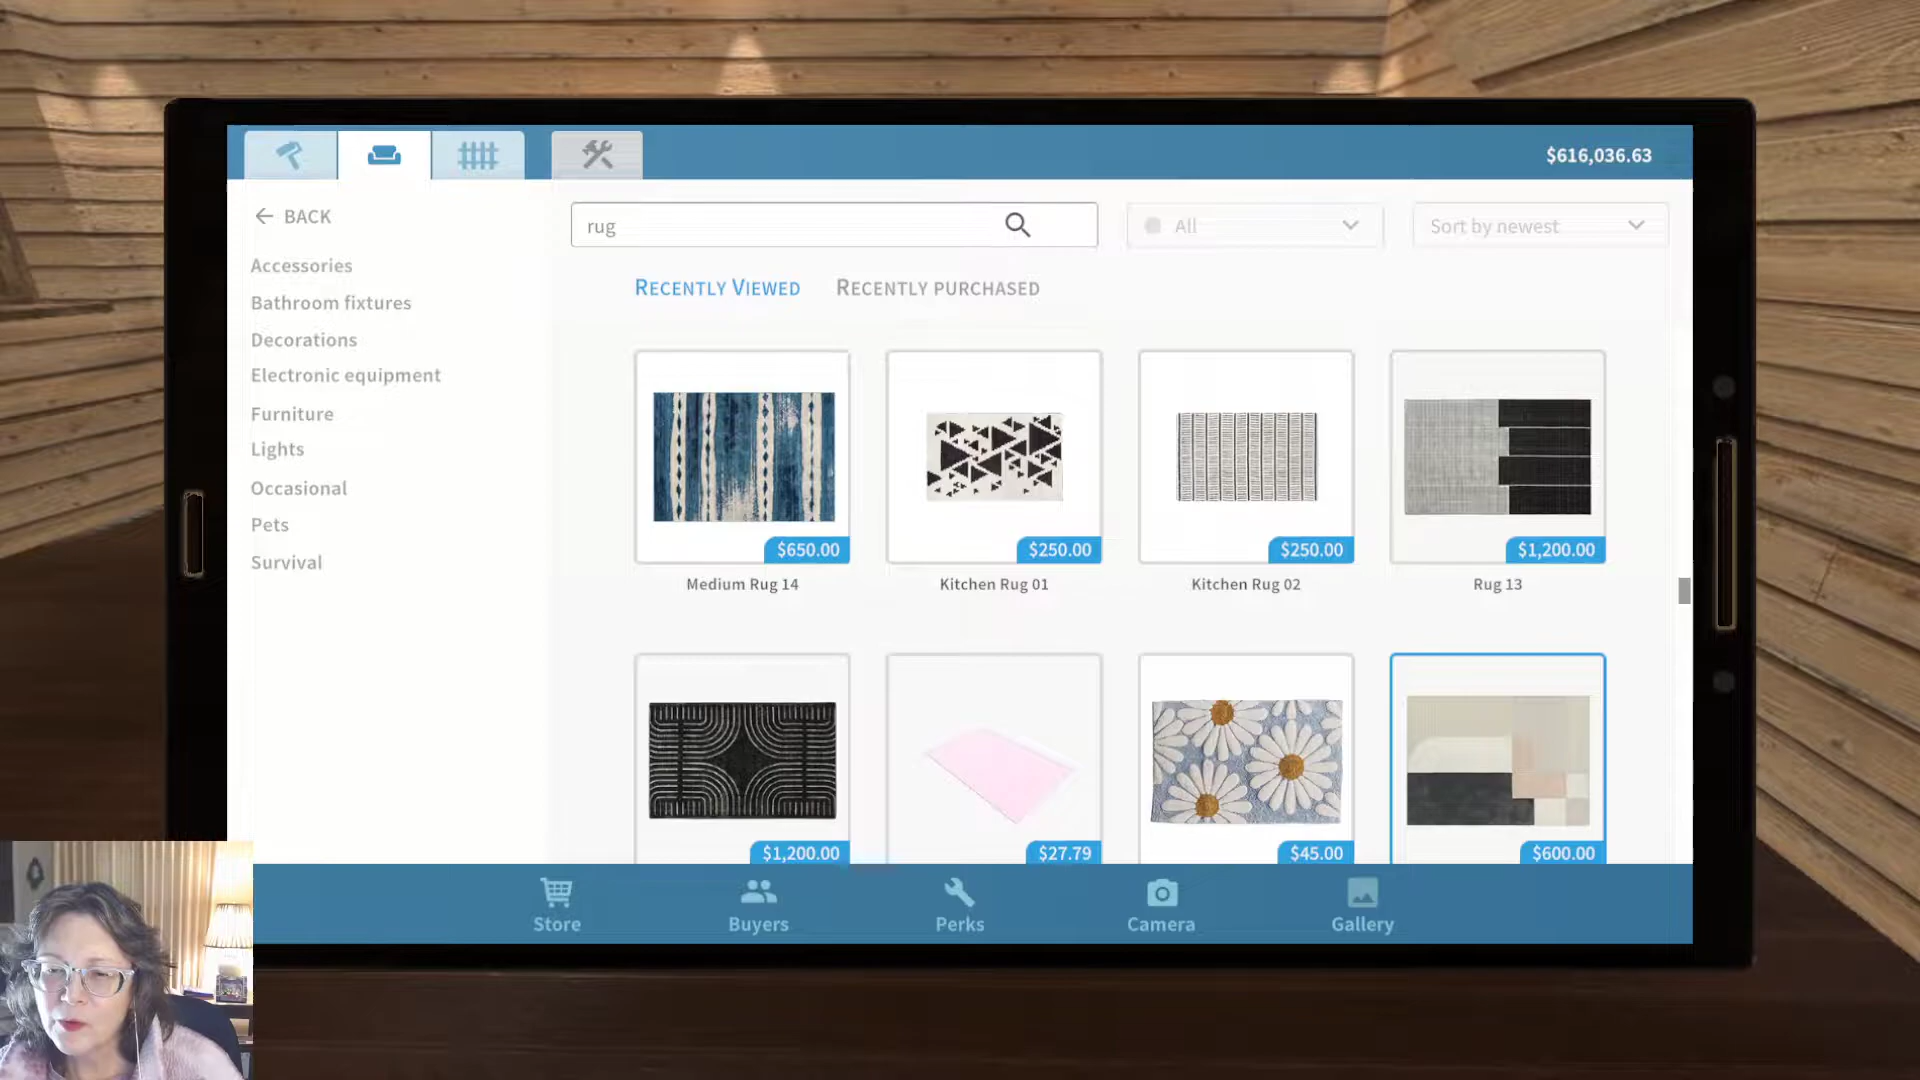 $616,036.63
BACK
rug
All
Sort by newest
Accessories
Bathroom fixtures
Decorations
Electronic equipment
Furniture
Lights
Occasional
Pets
Survival
RECENTLY VIEWED
RECENTLY PURCHASED
$650.00
$250.00
$250.00
$1,200.00
Medium Rug 14
Kitchen Rug 01
Kitchen Rug 02
Rug 13
$1,200.00
$27.79
$45.00
$600.00
Store
Buyers
Perks
Camera
Gallery